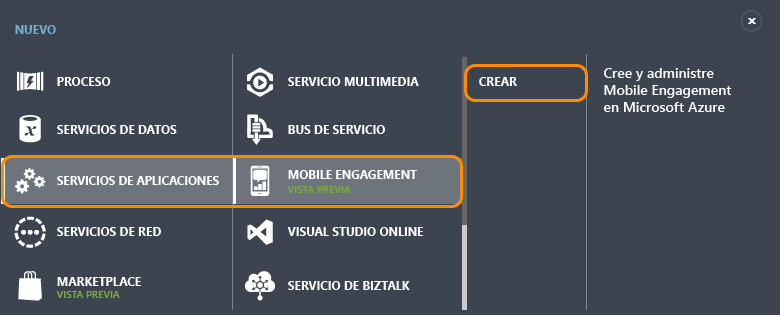 NUEVO
PROCESO
SERVICIOS DE DATOS
SERVICIOS DE APLICACIONES
SERVICIOS DE RED
MARKETPLACE
VISTA PREVIA
SERVICIO MULTIMEDIA
BUS DE SERVICIO
MOBILE ENGAGEMENT
VISTA PREVIA
VISUAL STUDIO ONLINE
SERVICIO DE BIZTALK
CREAR
Cree y administre
Mobile Engagement
en Microsoft Azure